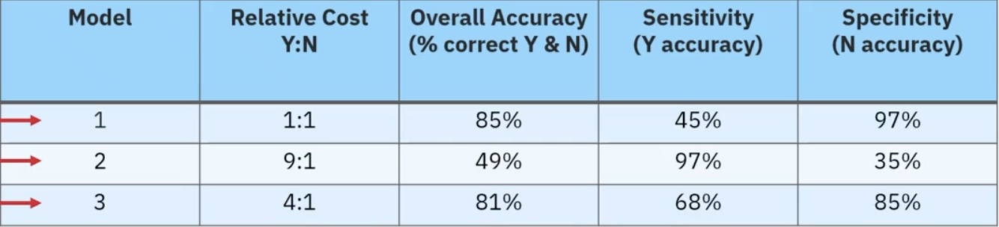 Model Relative Cost Overall Accuracy Sensitivity Specificity
Y:N (% correct Y & N) (Y accuracy) (N accuracy)
1 1:1 85% 45% 97%
2 9:1 49% 97% 35%
3 4:1 81% 68% 85%